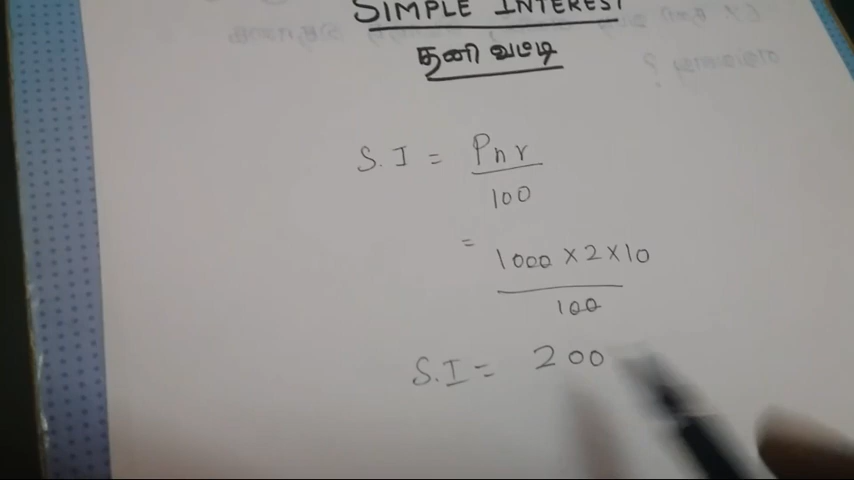 SIMPLE INTEREST
தனி வட்டி
S.I = Pnr
100
= 1000 × 2 × 10
100
S.I = 200